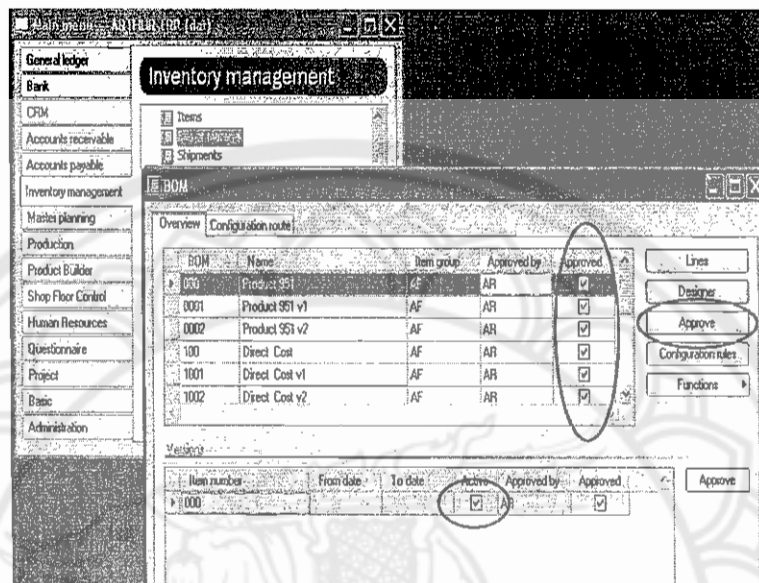 Main menu -- ARTHUR
General ledger
Bank
CRM
Accounts receivable
Accounts payable
Inventory management
Master planning
Production
Product Builder
Shop Floor Control
Human Resources
Questionnaire
Project
Basic
Administration
Inventory management
Items
Shipments
BOM
Overview Configuration route
BOM Name Item group Approved by Approved
000 Product 951 AF AR
0001 Product 951 v1 AF AR
0002 Product 951 v2 AF AR
100 Direct Cost AF AR
1001 Direct Cost v1 AF AR
1002 Direct Cost v2 AF AR
Lines
Designer
Approve
Configuration rules
Functions
Versions
Item number From date To date Active Approved by Approved
000 AR
Approve